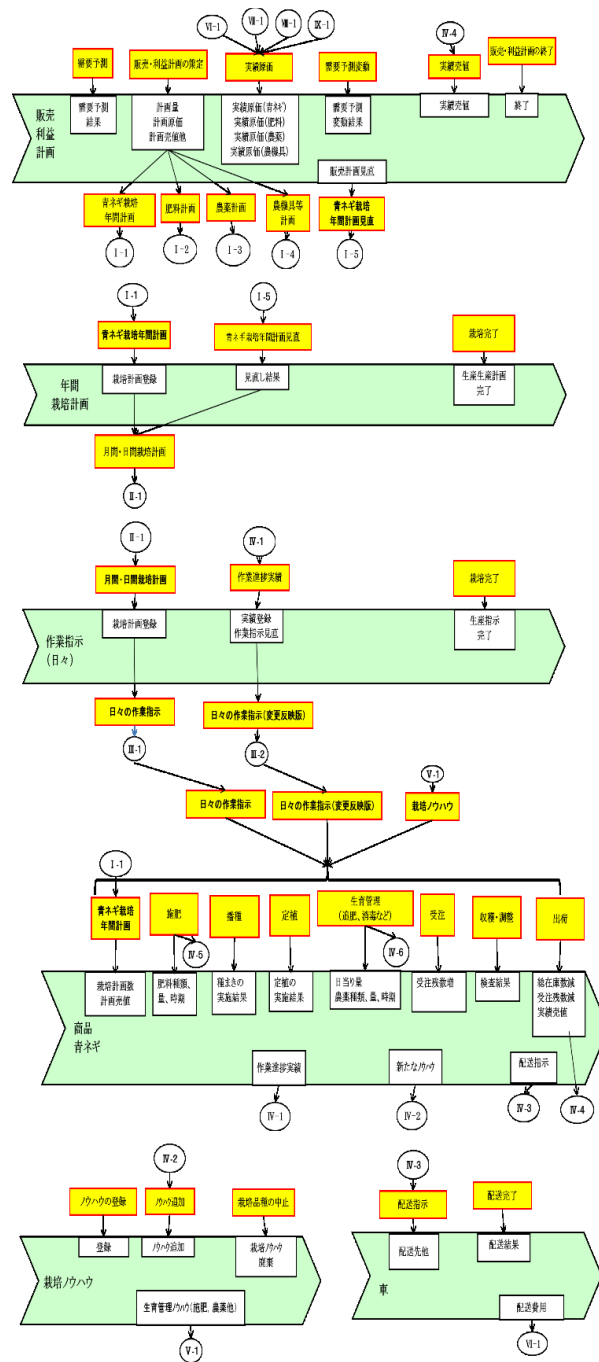 Ⅵ-1
Ⅶ-1
Ⅷ-1
Ⅸ-1
Ⅳ-4
需要予測
販売・利益計画の策定
実績原価
需要予測変動
実績売値
販売・利益計画の終了
販売
利益
計画
需要予測
結果
計画量
計画原価
計画売値他
実績原価(青ネギ)
実績原価(肥料)
実績原価(農薬)
実績原価(農機具)
需要予測
変動結果
実績売値
終了
販売計画見直
青ネギ栽培
年間計画
肥料計画
農薬計画
農機具等
計画
青ネギ栽培
年間計画見直
Ⅰ-1
Ⅰ-2
Ⅰ-3
Ⅰ-4
Ⅰ-5
Ⅰ-1
Ⅰ-5
青ネギ栽培年間計画
青ネギ栽培年間計画見直
栽培完了
年間
栽培計画
栽培計画登録
見直し結果
生産生産計画
完了
月間・日間栽培計画
Ⅱ-1
Ⅱ-1
Ⅳ-1
月間・日間栽培計画
作業進捗実績
栽培完了
作業指示
(日々)
栽培計画登録
実績登録
作業指示見直
生産指示
完了
日々の作業指示
日々の作業指示(変更反映版)
Ⅲ-1
Ⅲ-2
Ⅴ-1
日々の作業指示
日々の作業指示(変更反映版)
栽培ノウハウ
Ⅰ-1
青ネギ栽培
年間計画
施肥
播種
定植
生育管理
(追肥、消毒など)
受注
収穫・調整
出荷
Ⅳ-5
Ⅳ-6
商品
青ネギ
栽培計画数
計画売値
肥料種類、
量、時期
種まきの
実施結果
定植の
実施結果
日当り量
農薬種類、量、時期
受注残数増
検査結果
総在庫数減
受注残数減
実績売値
作業進捗実績
新たなノウハウ
配送指示
Ⅳ-1
Ⅳ-2
Ⅳ-3
Ⅳ-4
Ⅳ-2
ノウハウの登録
ノウハウ追加
栽培品種の中止
栽培ノウハウ
登録
ノウハウ追加
栽培ノウハウ
廃棄
生育管理ノウハウ(施肥、農薬他)
Ⅴ-1
Ⅳ-3
配送指示
配送完了
車
配送先他
配送結果
配送費用
Ⅵ-1